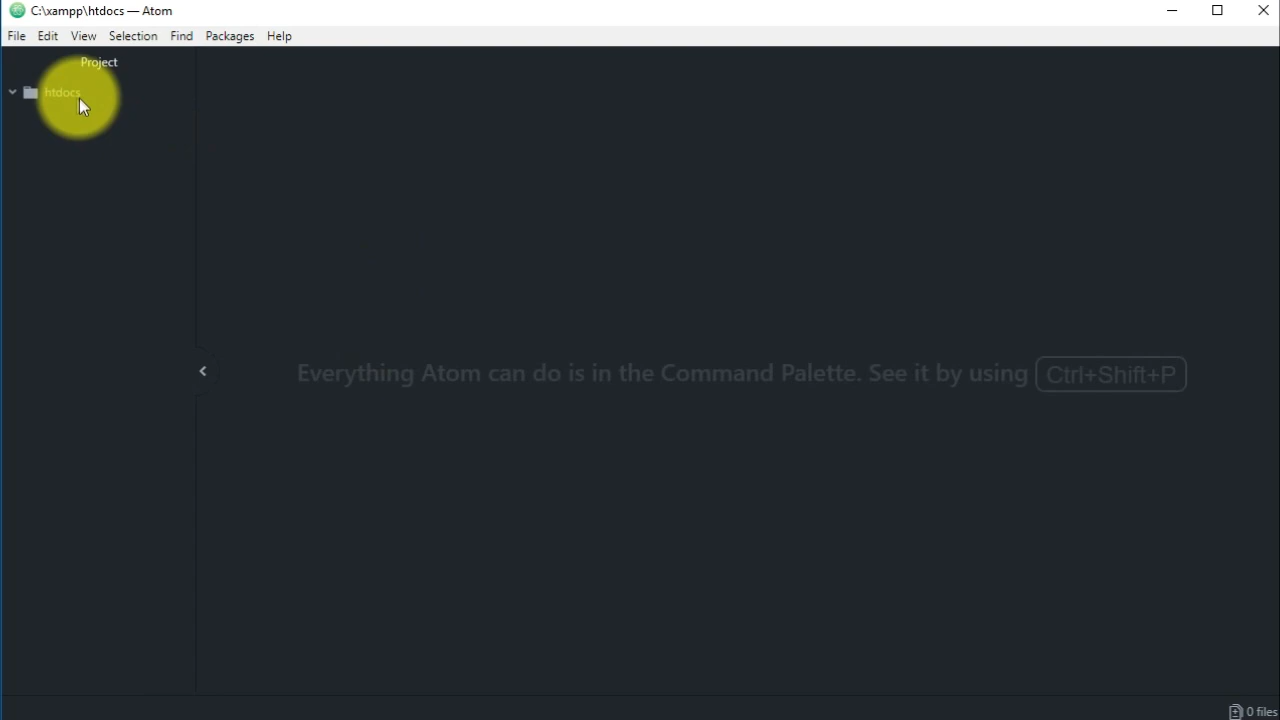 C:\xampp\htdocs — Atom
File Edit View Selection Find Packages Help
Project
htdocs
Everything Atom can do is in the Command Palette. See it by using Ctrl+Shift+P
0 files